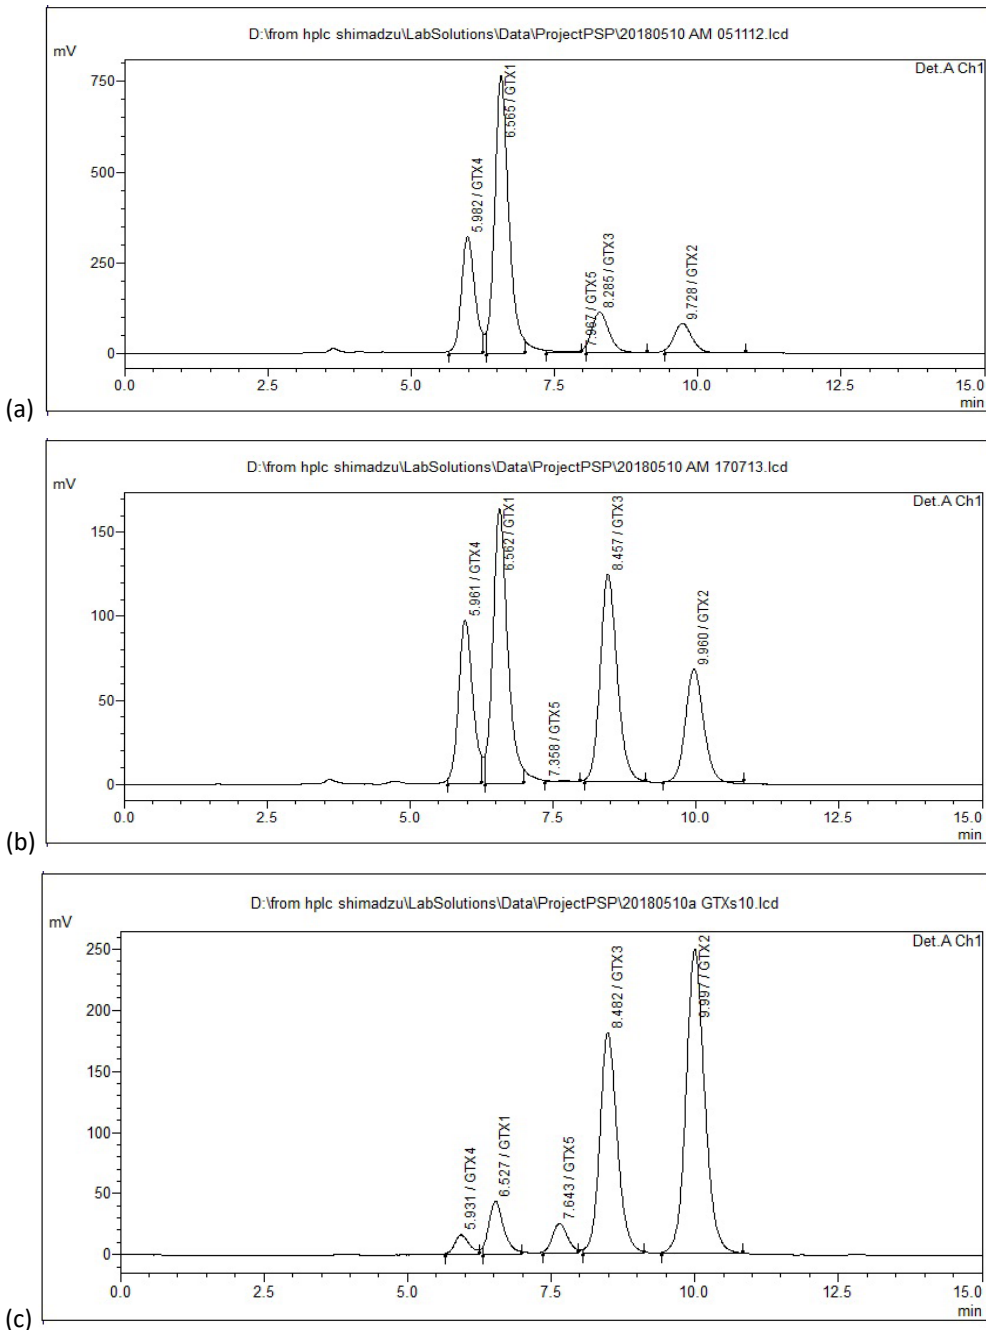 D:\from hplc shimadzu\LabSolutions\Data\ProjectPSP\20180510 AM 051112.lcd
mV
Det.A Ch1
750
500
250
0
5.982 / GTX4
6.565 / GTX1
7.967 / GTX5
8.285 / GTX3
9.728 / GTX2
0.0 2.5 5.0 7.5 10.0 12.5 15.0
min
(a)
D:\from hplc shimadzu\LabSolutions\Data\ProjectPSP\20180510 AM 170713.lcd
mV
Det.A Ch1
150
100
50
0
5.961 / GTX4
6.562 / GTX1
7.358 / GTX5
8.457 / GTX3
9.960 / GTX2
0.0 2.5 5.0 7.5 10.0 12.5 15.0
min
(b)
D:\from hplc shimadzu\LabSolutions\Data\ProjectPSP\20180510a GTXs10.lcd
mV
Det.A Ch1
250
200
150
100
50
0
5.931 / GTX4
6.527 / GTX1
7.643 / GTX5
8.482 / GTX3
9.997 / GTX2
0.0 2.5 5.0 7.5 10.0 12.5 15.0
min
(c)